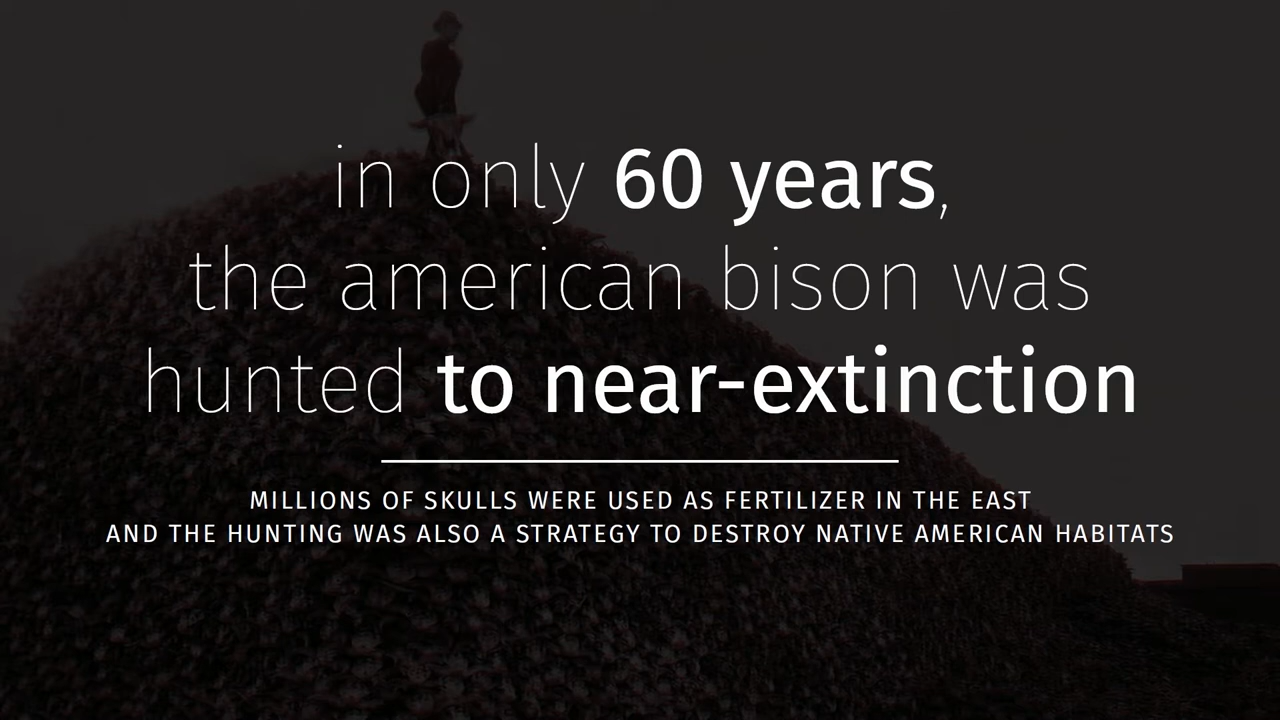 in only 60 years,
the american bison was
hunted to near-extinction
MILLIONS OF SKULLS WERE USED AS FERTILIZER IN THE EAST
AND THE HUNTING WAS ALSO A STRATEGY TO DESTROY NATIVE AMERICAN HABITATS